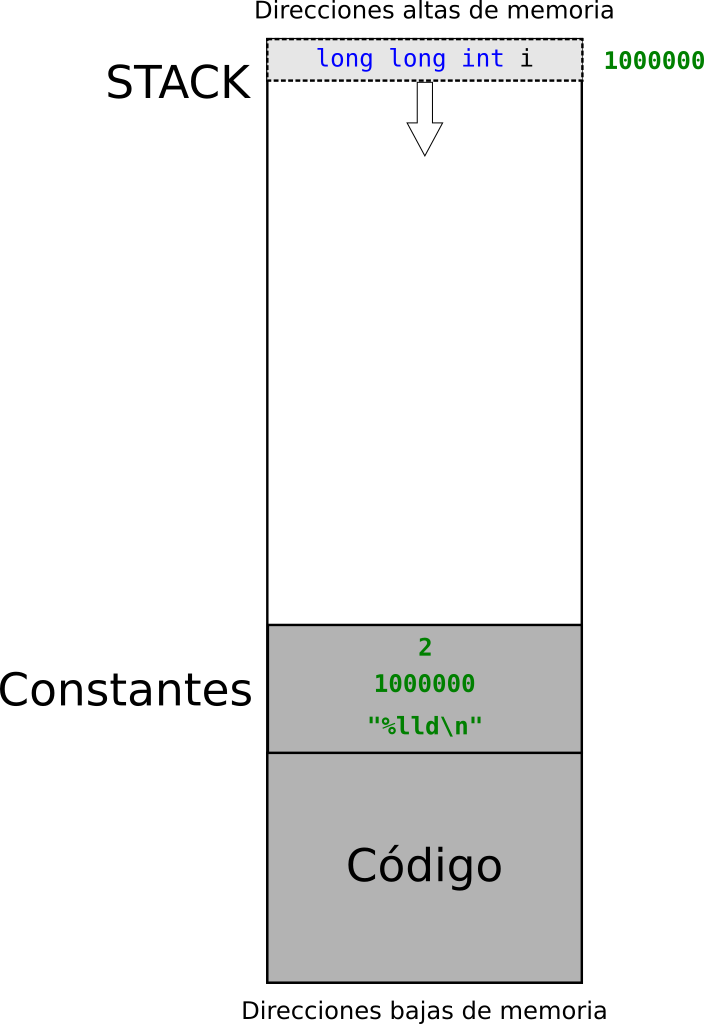 Direcciones altas de memoria
STACK
long long int i
1000000
Constantes
2
1000000
"%lld\n"
Código
Direcciones bajas de memoria